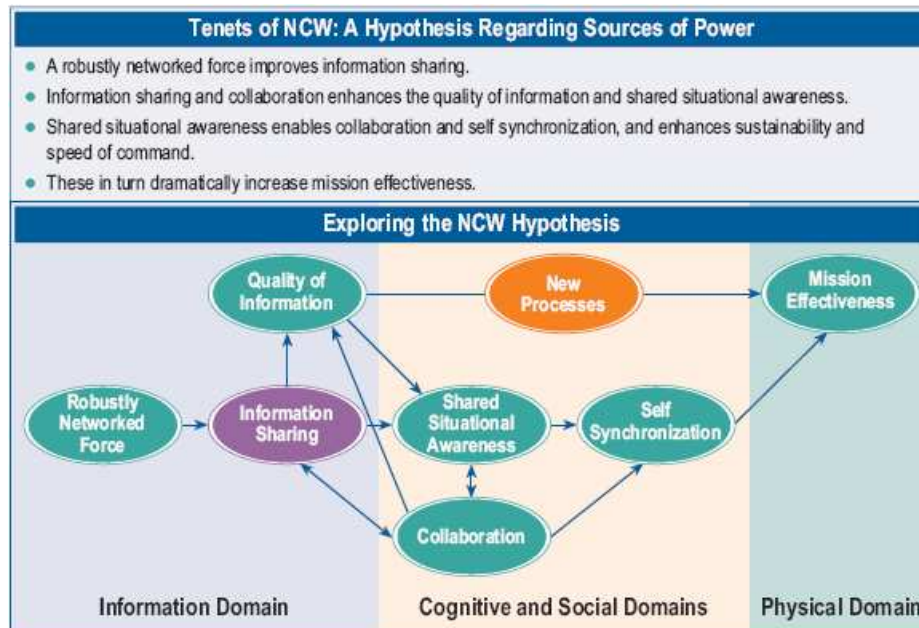 Tenets of NCW: A Hypothesis Regarding Sources of Power
• A robustly networked force improves information sharing.
• Information sharing and collaboration enhances the quality of information and shared situational awareness.
• Shared situational awareness enables collaboration and self synchronization, and enhances sustainability and
speed of command.
• These in turn dramatically increase mission effectiveness.
Exploring the NCW Hypothesis
Quality of
Information
New
Processes
Mission
Effectiveness
Robustly
Networked
Force
Information
Sharing
Shared
Situational
Awareness
Self
Synchronization
Collaboration
Information Domain
Cognitive and Social Domains
Physical Domain